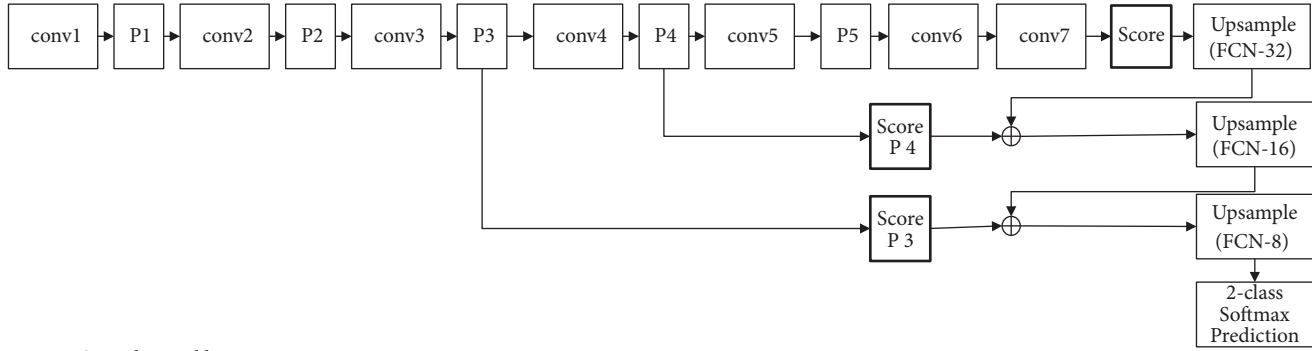 conv1 P1 conv2 P2 conv3 P3 conv4 P4 conv5 P5 conv6 conv7 Score Upsample
(FCN-32)
Score
P 4
Upsample
(FCN-16)
Score
P 3
Upsample
(FCN-8)
2-class
Softmax
Prediction